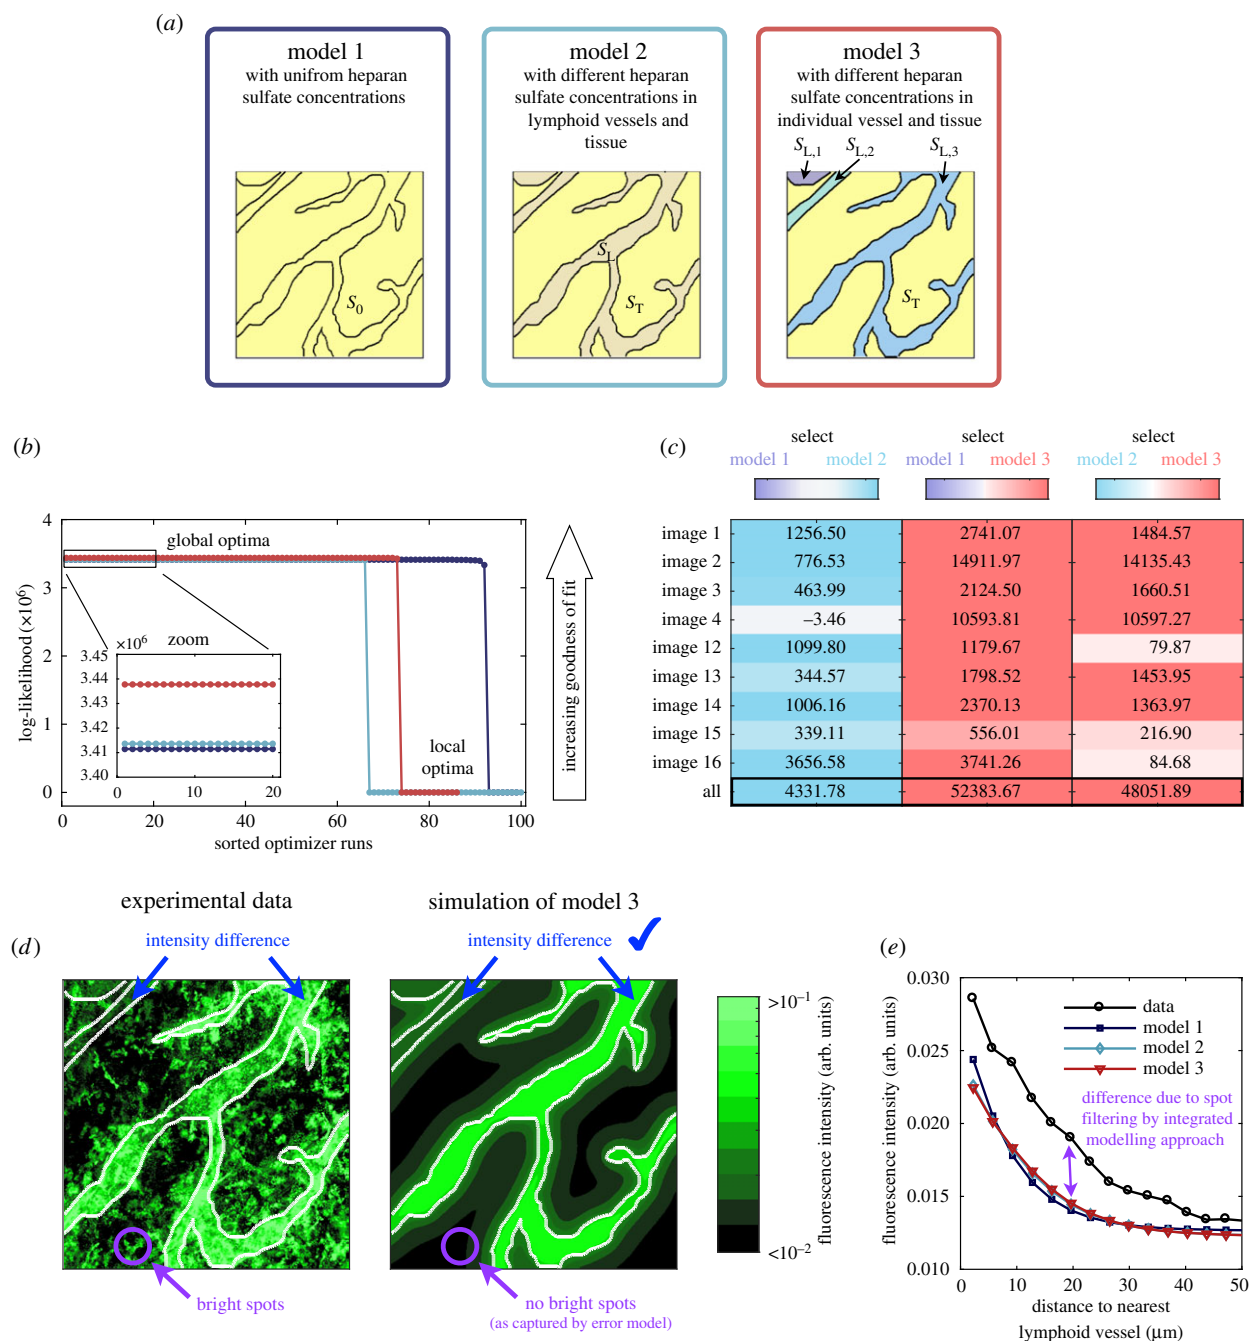 (a)
model 1
with unifrom heparan
sulfate concentrations
S0
model 2
with different heparan
sulfate concentrations in
lymphoid vessels and
tissue
SL
ST
model 3
with different heparan
sulfate concentrations in
individual vessel and tissue
SL,1 SL,2 SL,3
ST
(b)
4
3
2
1
0
log-likelihood (×10⁶)
global optima
local
optima
×10⁶ zoom
3.45
3.44
3.43
3.42
3.41
3.40
0 10 20
0 20 40 60 80 100
sorted optimizer runs
increasing goodness of fit
(c)
select select select
model 1 model 2 model 1 model 3 model 2 model 3
image 1 1256.50 2741.07 1484.57
image 2 776.53 14911.97 14135.43
image 3 463.99 2124.50 1660.51
image 4 −3.46 10593.81 10597.27
image 12 1099.80 1179.67 79.87
image 13 344.57 1798.52 1453.95
image 14 1006.16 2370.13 1363.97
image 15 339.11 556.01 216.90
image 16 3656.58 3741.26 84.68
all 4331.78 52383.67 48051.89
(d)
experimental data
intensity difference
bright spots
simulation of model 3
intensity difference
no bright spots
(as captured by error model)
>10⁻¹
<10⁻²
fluorescence intensity (arb. units)
(e)
0.030
0.025
0.020
0.015
0.010
fluorescence intensity (arb. units)
data
model 1
model 2
model 3
difference due to spot
filtering by integrated
modelling approach
0 10 20 30 40 50
distance to nearest
lymphoid vessel (μm)